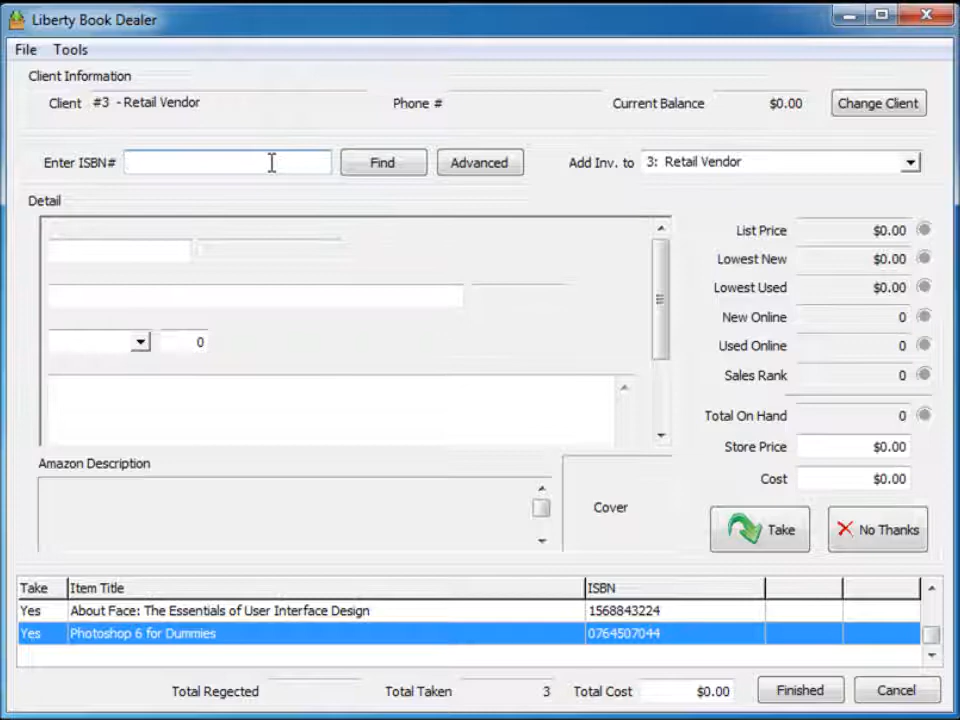 Liberty Book Dealer
File Tools
Client Information
Client #3 - Retail Vendor Phone # Current Balance $0.00 Change Client
Enter ISBN# Find Advanced Add Inv. to 3: Retail Vendor
Detail
List Price $0.00
Lowest New $0.00
Lowest Used $0.00
New Online 0
0 Used Online 0
Sales Rank 0
Total On Hand 0
Store Price $0.00
Amazon Description
Cost $0.00
Cover
Take No Thanks
Take Item Title ISBN
Yes About Face: The Essentials of User Interface Design 1568843224
Yes Photoshop 6 for Dummies 0764507044
Total Regected Total Taken 3 Total Cost $0.00 Finished Cancel